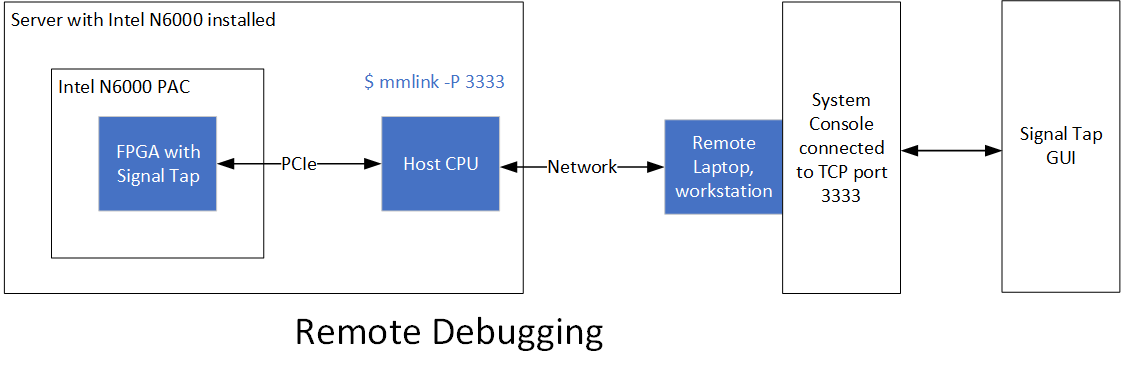 Server with Intel N6000 installed
Intel N6000 PAC
$ mmlink -P 3333
FPGA with
Signal Tap
PCIe
Host CPU
Network
Remote
Laptop,
workstation
System
Console
connected
to TCP port
3333
Signal Tap
GUI
Remote Debugging